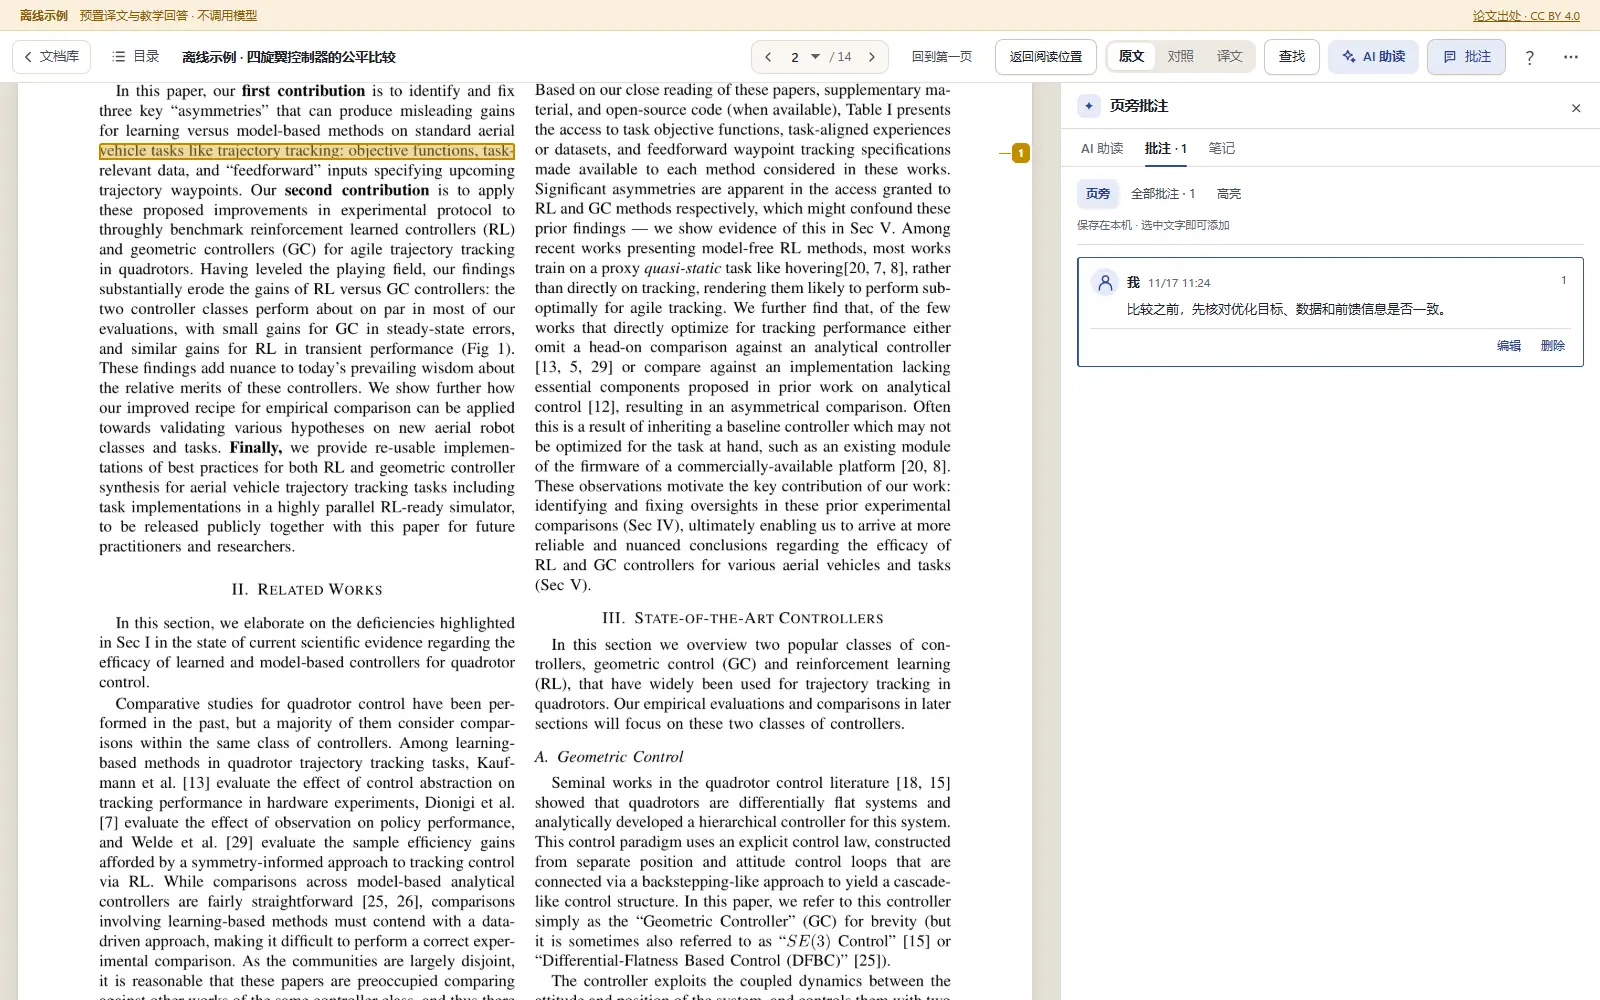 离线示例 预置译文与教学回答 · 不调用模型
论文出处 · CC BY 4.0
文档库
目录
离线示例 · 四旋翼控制器的公平比较
2 / 14
回到第一页
返回阅读位置
原文 对照 译文
查找
AI 助读
批注
?
In this paper, our first contribution is to identify and fix
three key “asymmetries” that can produce misleading gains
for learning versus model-based methods on standard aerial
vehicle tasks like trajectory tracking: objective functions, task-
relevant data, and “feedforward” inputs specifying upcoming
trajectory waypoints. Our second contribution is to apply
these proposed improvements in experimental protocol to
throughly benchmark reinforcement learned controllers (RL)
and geometric controllers (GC) for agile trajectory tracking
in quadrotors. Having leveled the playing field, our findings
substantially erode the gains of RL versus GC controllers: the
two controller classes perform about on par in most of our
evaluations, with small gains for GC in steady-state errors,
and similar gains for RL in transient performance (Fig 1).
These findings add nuance to today’s prevailing wisdom about
the relative merits of these controllers. We show further how
our improved recipe for empirical comparison can be applied
towards validating various hypotheses on new aerial robot
classes and tasks. Finally, we provide re-usable implemen-
tations of best practices for both RL and geometric controller
synthesis for aerial vehicle trajectory tracking tasks including
task implementations in a highly parallel RL-ready simulator,
to be released publicly together with this paper for future
practitioners and researchers.
II. RELATED WORKS
In this section, we elaborate on the deficiencies highlighted
in Sec I in the state of current scientific evidence regarding the
efficacy of learned and model-based controllers for quadrotor
control.
Comparative studies for quadrotor control have been per-
formed in the past, but a majority of them consider compar-
isons within the same class of controllers. Among learning-
based methods in quadrotor trajectory tracking tasks, Kauf-
mann et al. [13] evaluate the effect of control abstraction on
tracking performance in hardware experiments, Dionigi et al.
[7] evaluate the effect of observation on policy performance,
and Welde et al. [29] evaluate the sample efficiency gains
afforded by a symmetry-informed approach to tracking control
via RL. While comparisons across model-based analytical
controllers are fairly straightforward [25, 26], comparisons
involving learning-based methods must contend with a data-
driven approach, making it difficult to perform a correct exper-
imental comparison. As the communities are largely disjoint,
it is reasonable that these papers are preoccupied comparing
against other works of the same controller class, and thus there
Based on our close reading of these papers, supplementary ma-
terial, and open-source code (when available), Table I presents
the access to task objective functions, task-aligned experiences
or datasets, and feedforward waypoint tracking specifications
made available to each method considered in these works.
Significant asymmetries are apparent in the access granted to
RL and GC methods respectively, which might confound these
prior findings — we show evidence of this in Sec V. Among
recent works presenting model-free RL methods, most works
train on a proxy quasi-static task like hovering[20, 7, 8], rather
than directly on tracking, rendering them likely to perform sub-
optimally for agile tracking. We further find that, of the few
works that directly optimize for tracking performance either
omit a head-on comparison against an analytical controller
[13, 5, 29] or compare against an implementation lacking
essential components proposed in prior work on analytical
control [12], resulting in an asymmetrical comparison. Often
this is a result of inheriting a baseline controller which may not
be optimized for the task at hand, such as an existing module
of the firmware of a commercially-available platform [20, 8].
These observations motivate the key contribution of our work:
identifying and fixing oversights in these prior experimental
comparisons (Sec IV), ultimately enabling us to arrive at more
reliable and nuanced conclusions regarding the efficacy of
RL and GC controllers for various aerial vehicles and tasks
(Sec V).
III. STATE-OF-THE-ART CONTROLLERS
In this section we overview two popular classes of con-
trollers, geometric control (GC) and reinforcement learning
(RL), that have widely been used for trajectory tracking in
quadrotors. Our empirical evaluations and comparisons in later
sections will focus on these two classes of controllers.
A. Geometric Control
Seminal works in the quadrotor control literature [18, 15]
showed that quadrotors are differentially flat systems and
analytically developed a hierarchical controller for this system.
This control paradigm uses an explicit control law, constructed
from separate position and attitude control loops that are
connected via a backstepping-like approach to yield a cascade-
like control structure. In this paper, we refer to this controller
simply as the “Geometric Controller” (GC) for brevity (but
it is sometimes also referred to as “SE(3) Control” [15] or
“Differential-Flatness Based Control (DFBC)” [25]).
The controller exploits the coupled dynamics between the
attitude and position of the system, and controls them with two
1
页旁批注
AI 助读 批注 · 1 笔记
页旁 全部批注 · 1 高亮
保存在本机 · 选中文字即可添加
我 11/17 11:24
1
比较之前，先核对优化目标、数据和前馈信息是否一致。
编辑 删除